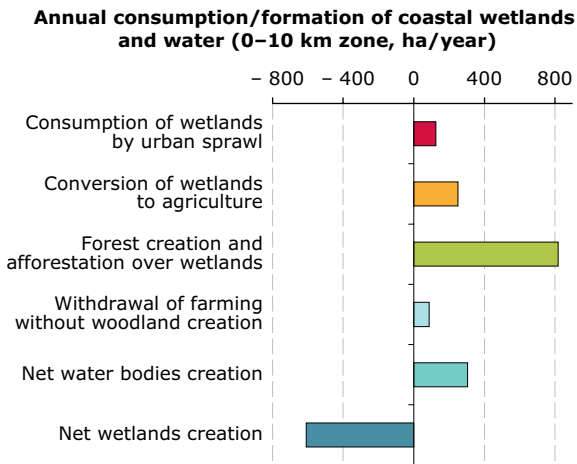 Annual consumption/formation of coastal wetlands
and water (0–10 km zone, ha/year)
– 800 – 400 0 400 800
Consumption of wetlands
by urban sprawl
Conversion of wetlands
to agriculture
Forest creation and
afforestation over wetlands
Withdrawal of farming
without woodland creation
Net water bodies creation
Net wetlands creation